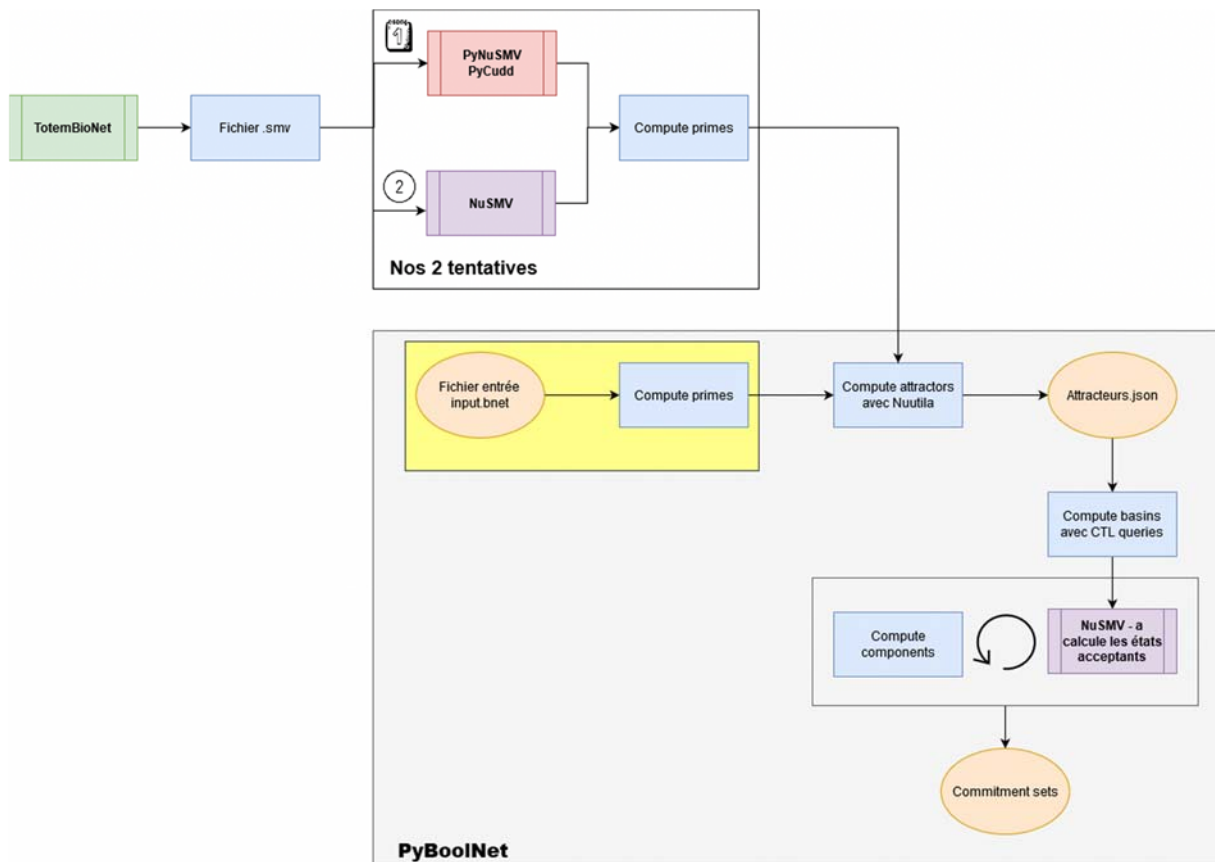 1
PyNuSMV
PyCudd
TotemBioNet
Fichier .smv
Compute primes
2
NuSMV
Nos 2 tentatives
Fichier entrée
input.bnet
Compute primes
Compute attractors
avec Nuutila
Attracteurs.json
Compute basins
avec CTL queries
Compute
components
NuSMV - a
calcule les états
acceptants
Commitment sets
PyBoolNet